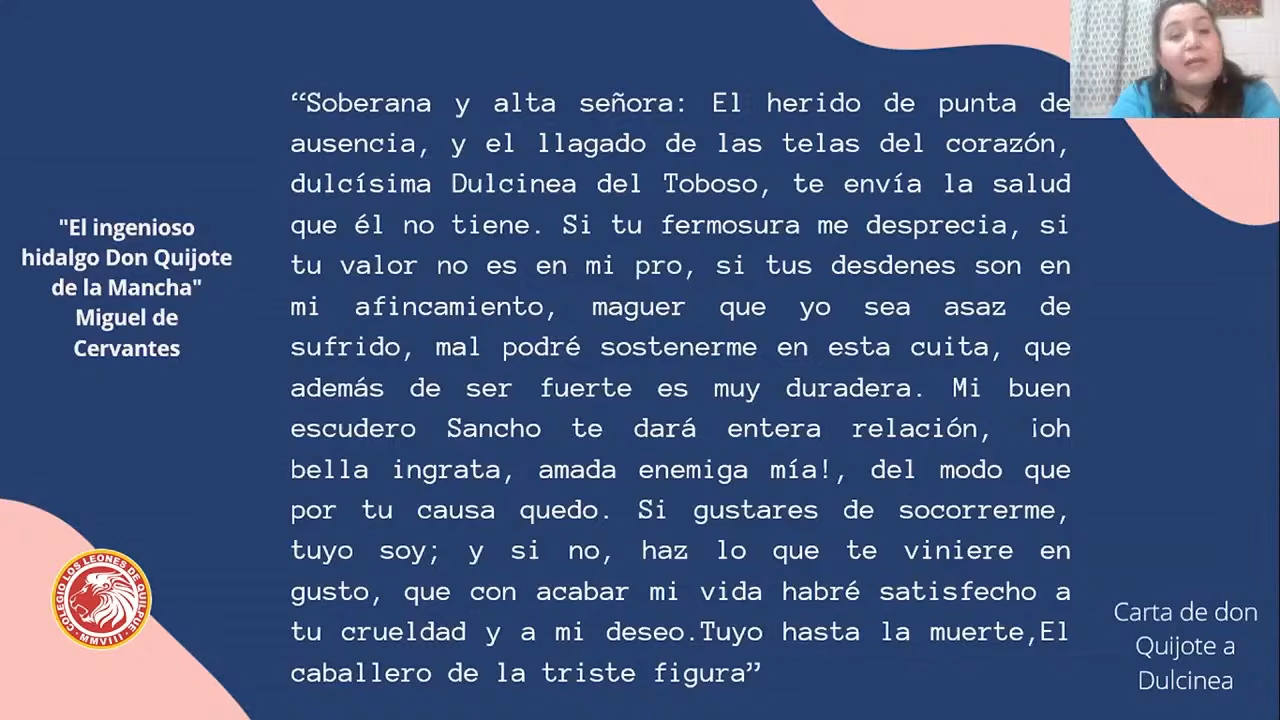 "El ingenioso
hidalgo Don Quijote
de la Mancha"
Miguel de
Cervantes
“Soberana y alta señora: El herido de punta de
ausencia, y el llagado de las telas del corazón,
dulcísima Dulcinea del Toboso, te envía la salud
que él no tiene. Si tu fermosura me desprecia, si
tu valor no es en mi pro, si tus desdenes son en
mi afincamiento, maguer que yo sea asaz de
sufrido, mal podré sostenerme en esta cuita, que
además de ser fuerte es muy duradera. Mi buen
escudero Sancho te dará entera relación, ¡oh
bella ingrata, amada enemiga mía!, del modo que
por tu causa quedo. Si gustares de socorrerme,
tuyo soy; y si no, haz lo que te viniere en
gusto, que con acabar mi vida habré satisfecho a
tu crueldad y a mi deseo.Tuyo hasta la muerte,El
caballero de la triste figura”
COLEGIO LOS LEONES DE QUILPUE
MMVIII
Carta de don
Quijote a
Dulcinea